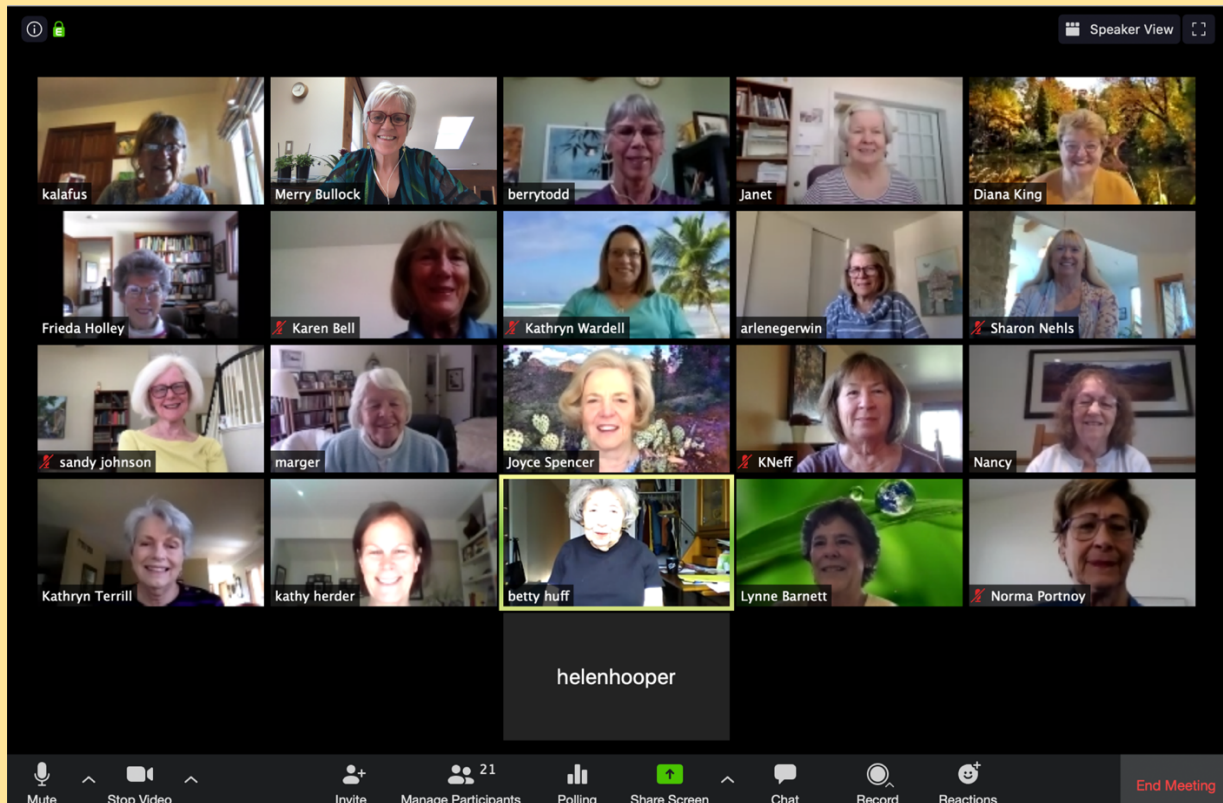 Speaker View
kalafus
Merry Bullock
berrytodd
Janet
Diana King
Frieda Holley
Karen Bell
Kathryn Wardell
arlenegerwin
Sharon Nehls
sandy johnson
marger
Joyce Spencer
KNeff
Nancy
Kathryn Terrill
kathy herder
betty huff
Lynne Barnett
Norma Portnoy
helenhooper
21
Mute
Stop Video
Invite
Manage Participants
Polling
Share Screen
Chat
Record
Reactions
End Meeting